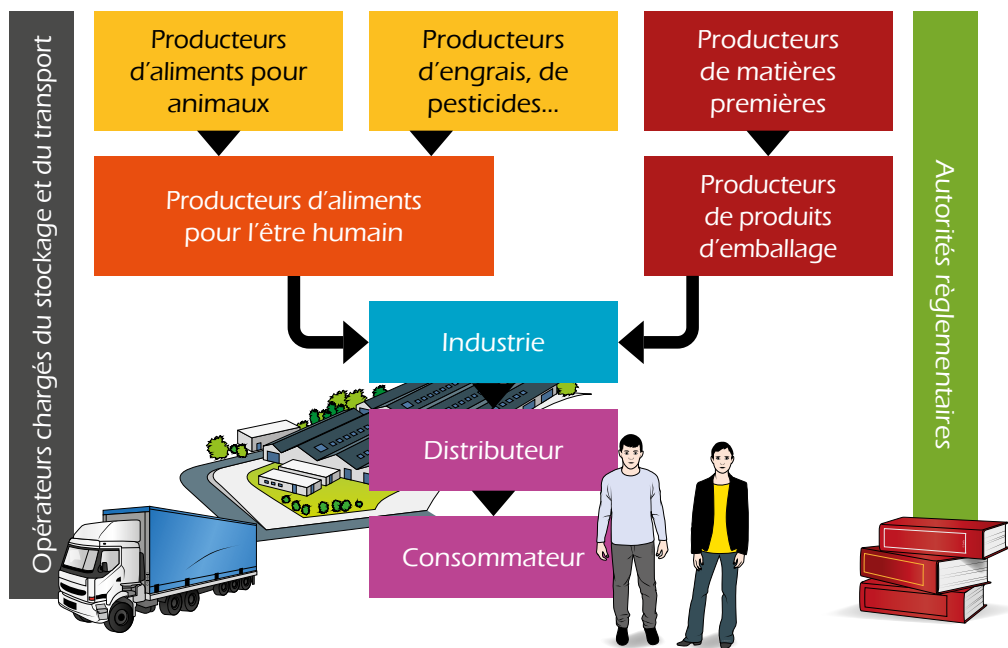 Opérateurs chargés du stockage et du transport
Producteurs
d'aliments pour
animaux
Producteurs
d'engrais, de
pesticides...
Producteurs
de matières
premières
Producteurs d'aliments
pour l'être humain
Producteurs
de produits
d'emballage
Industrie
Distributeur
Consommateur
Autorités règlementaires